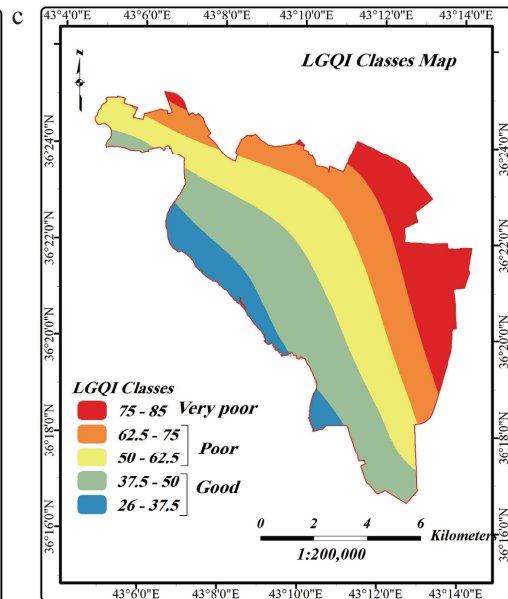 c
43°4'0"E 43°6'0"E 43°8'0"E 43°10'0"E 43°12'0"E 43°14'0"E
LGQI Classes Map
36°24'0"N 36°24'0"N
36°22'0"N 36°22'0"N
36°20'0"N 36°20'0"N
36°18'0"N 36°18'0"N
36°16'0"N 36°16'0"N
LGQI Classes
75 - 85 Very poor
62.5 - 75
Poor
50 - 62.5
37.5 - 50
Good
26 - 37.5
0 2 4 6
Kilometers
1:200,000
43°6'0"E 43°8'0"E 43°10'0"E 43°12'0"E 43°14'0"E